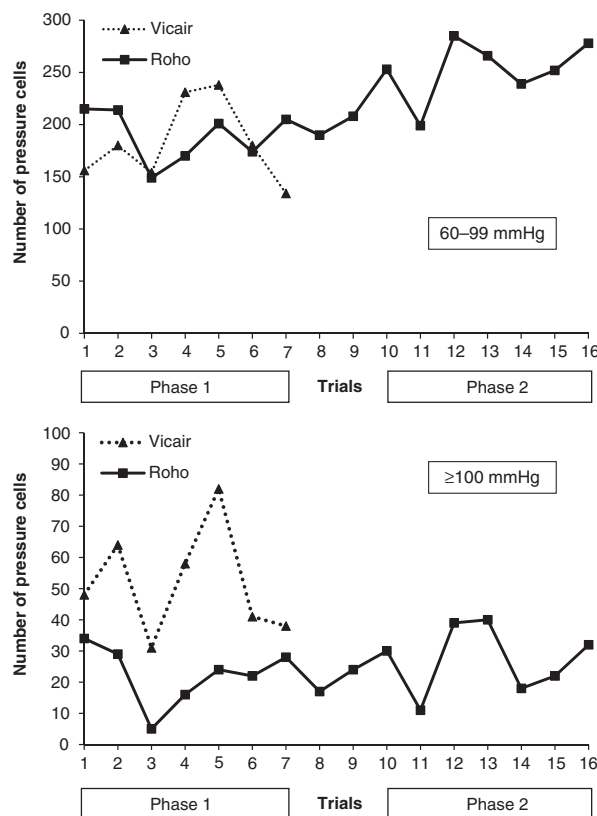 300
250
200
150
100
50
0
Number of pressure cells
Vicair
Roho
60–99 mmHg
1 2 3 4 5 6 7 8 9 10 11 12 13 14 15 16
Phase 1 Trials Phase 2
100
90
80
70
60
50
40
30
20
10
0
Number of pressure cells
Vicair
Roho
≥100 mmHg
1 2 3 4 5 6 7 8 9 10 11 12 13 14 15 16
Phase 1 Trials Phase 2